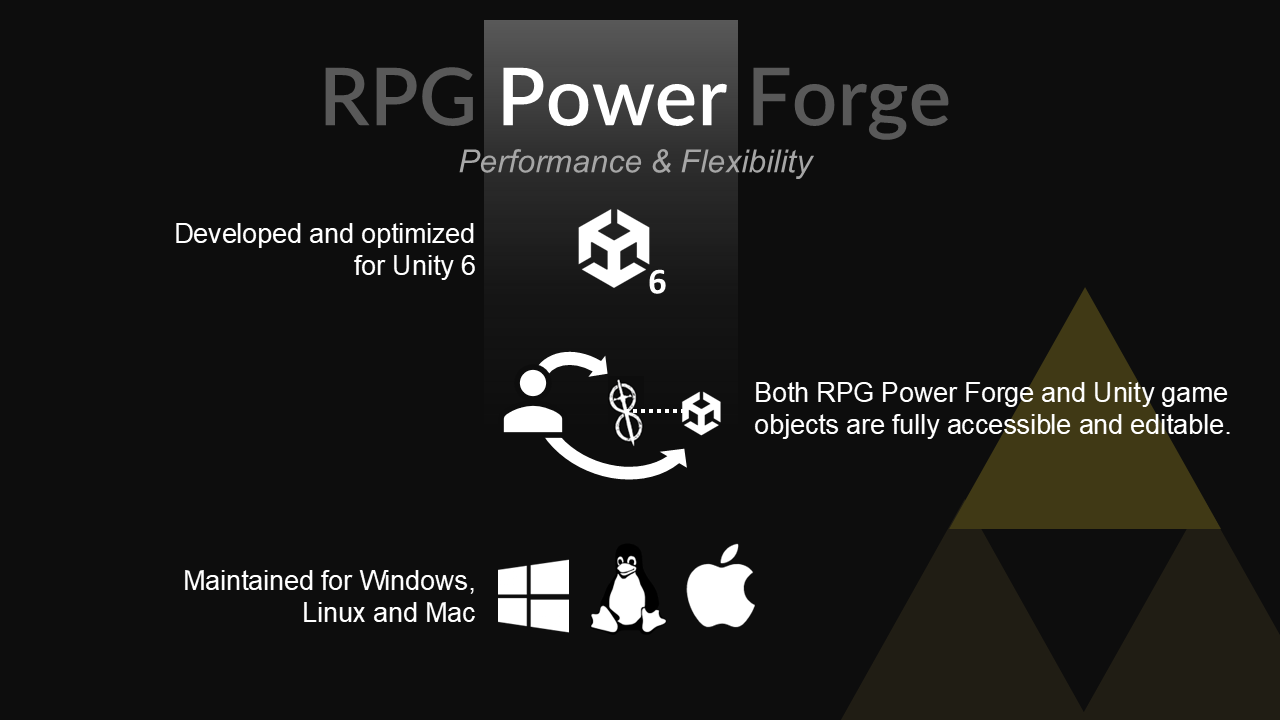 RPG Power Forge
Performance & Flexibility
Developed and optimized
for Unity 6
6
Both RPG Power Forge and Unity game
objects are fully accessible and editable.
Maintained for Windows,
Linux and Mac